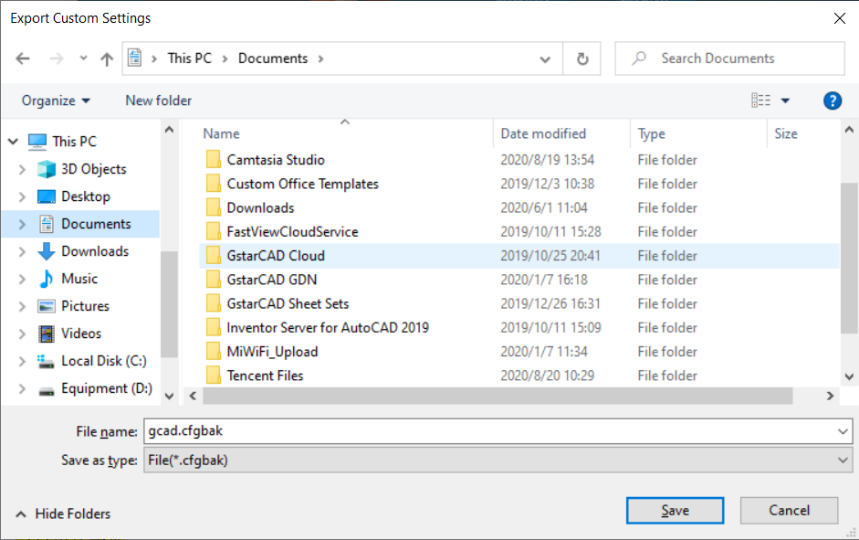 Export Custom Settings
This PC Documents Search Documents
Organize New folder
Name Date modified Type Size
This PC
3D Objects
Desktop
Documents
Downloads
Music
Pictures
Videos
Local Disk (C:)
Equipment (D:)
Camtasia Studio 2020/8/19 13:54 File folder
Custom Office Templates 2019/12/3 10:38 File folder
Downloads 2020/6/1 11:04 File folder
FastViewCloudService 2019/10/11 15:28 File folder
GstarCAD Cloud 2019/10/25 20:41 File folder
GstarCAD GDN 2020/1/7 16:18 File folder
GstarCAD Sheet Sets 2019/12/26 16:31 File folder
Inventor Server for AutoCAD 2019 2019/10/11 15:09 File folder
MiWiFi_Upload 2020/1/7 11:34 File folder
Tencent Files 2020/8/20 10:29 File folder
File name: gcad.cfgbak
Save as type: File(*.cfgbak)
Hide Folders Save Cancel